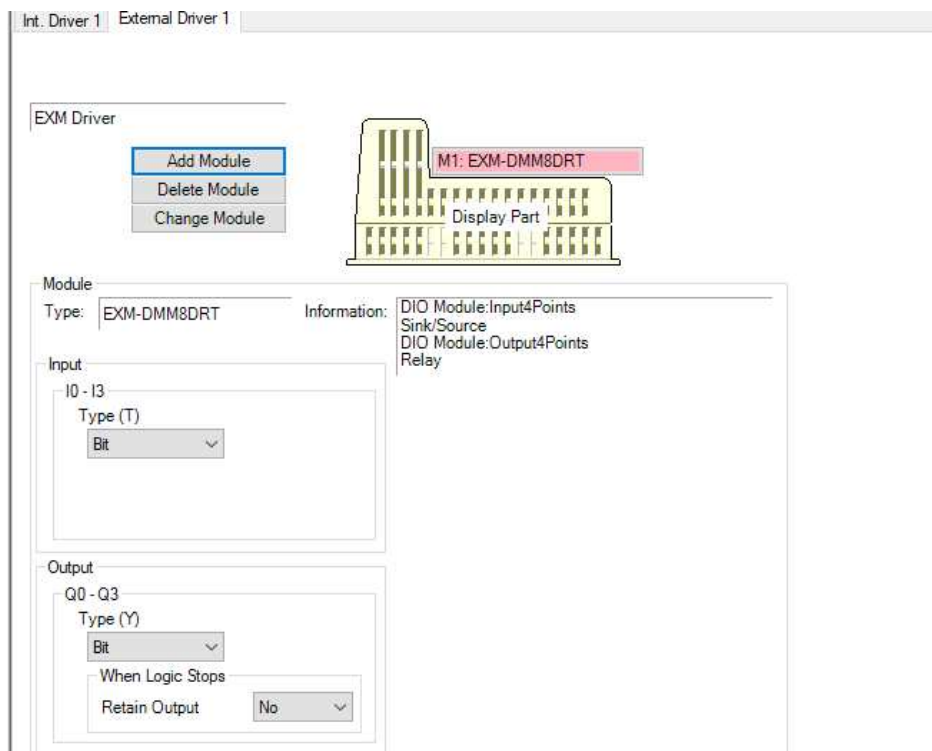 Int. Driver 1
External Driver 1
EXM Driver
Add Module
Delete Module
Change Module
M1: EXM-DMM8DRT
Display Part
Module
Type:
EXM-DMM8DRT
Information:
DIO Module:Input4Points
Sink/Source
DIO Module:Output4Points
Relay
Input
I0 - I3
Type (T)
Bit
Output
Q0 - Q3
Type (Y)
Bit
When Logic Stops
Retain Output
No